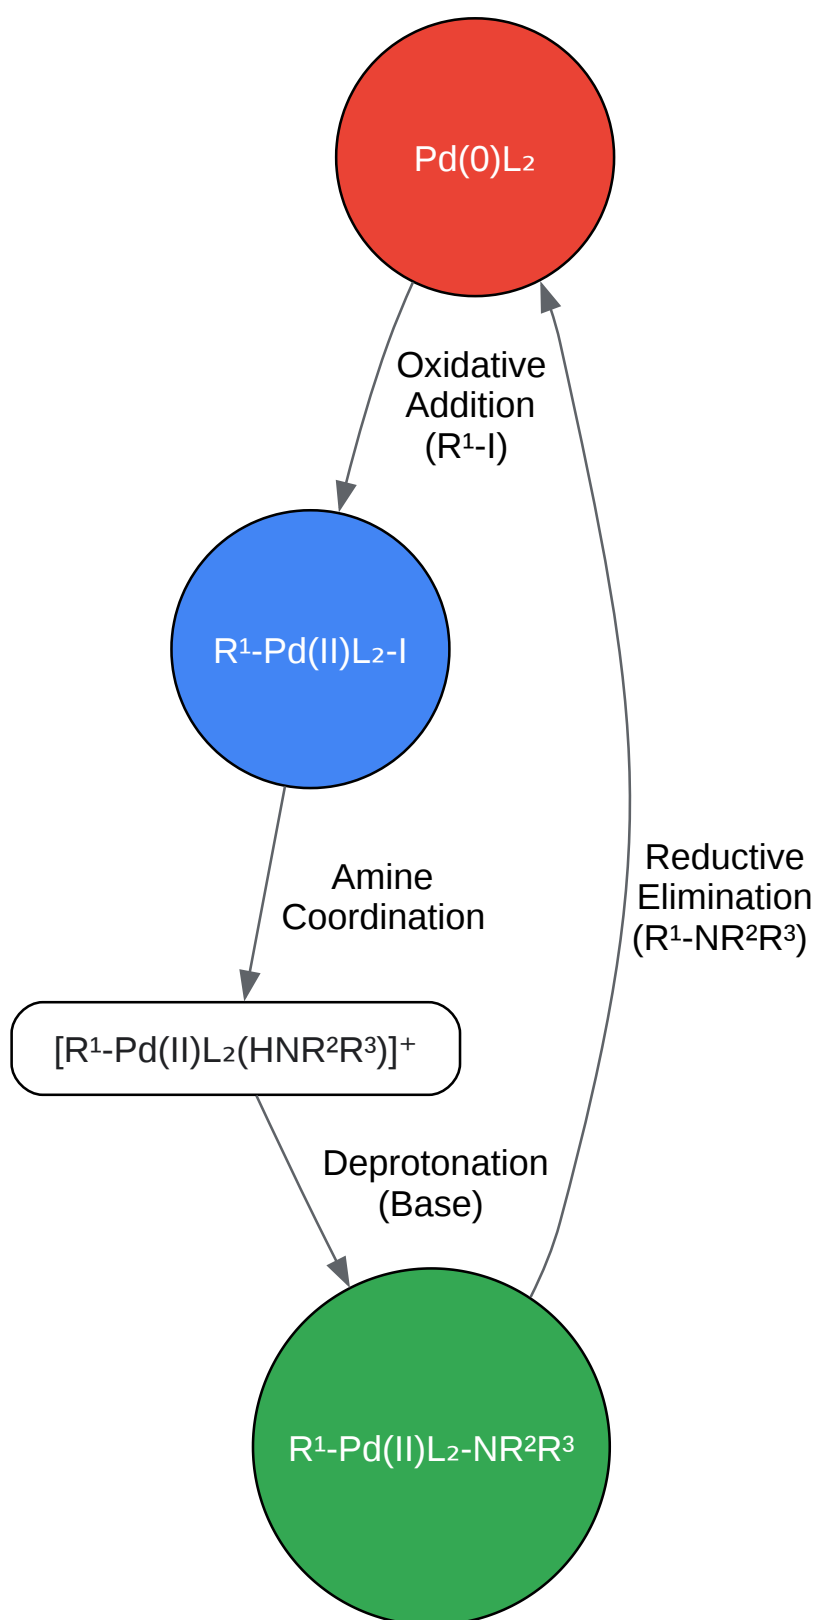 Pd(0)L₂
Oxidative
Addition
(R¹-I)
R¹-Pd(II)L₂-I
Amine
Coordination
Reductive
Elimination
(R¹-NR²R³)
[R¹-Pd(II)L₂(HNR²R³)]⁺
Deprotonation
(Base)
R¹-Pd(II)L₂-NR²R³